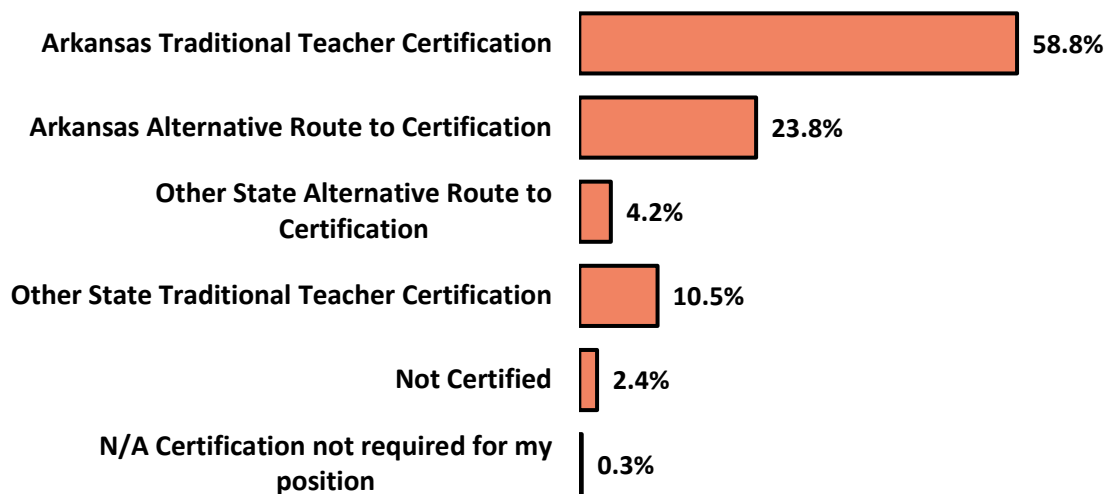 Arkansas Traditional Teacher Certification
58.8%
Arkansas Alternative Route to Certification
23.8%
Other State Alternative Route to
Certification
4.2%
Other State Traditional Teacher Certification
10.5%
Not Certified
2.4%
N/A Certification not required for my
position
0.3%